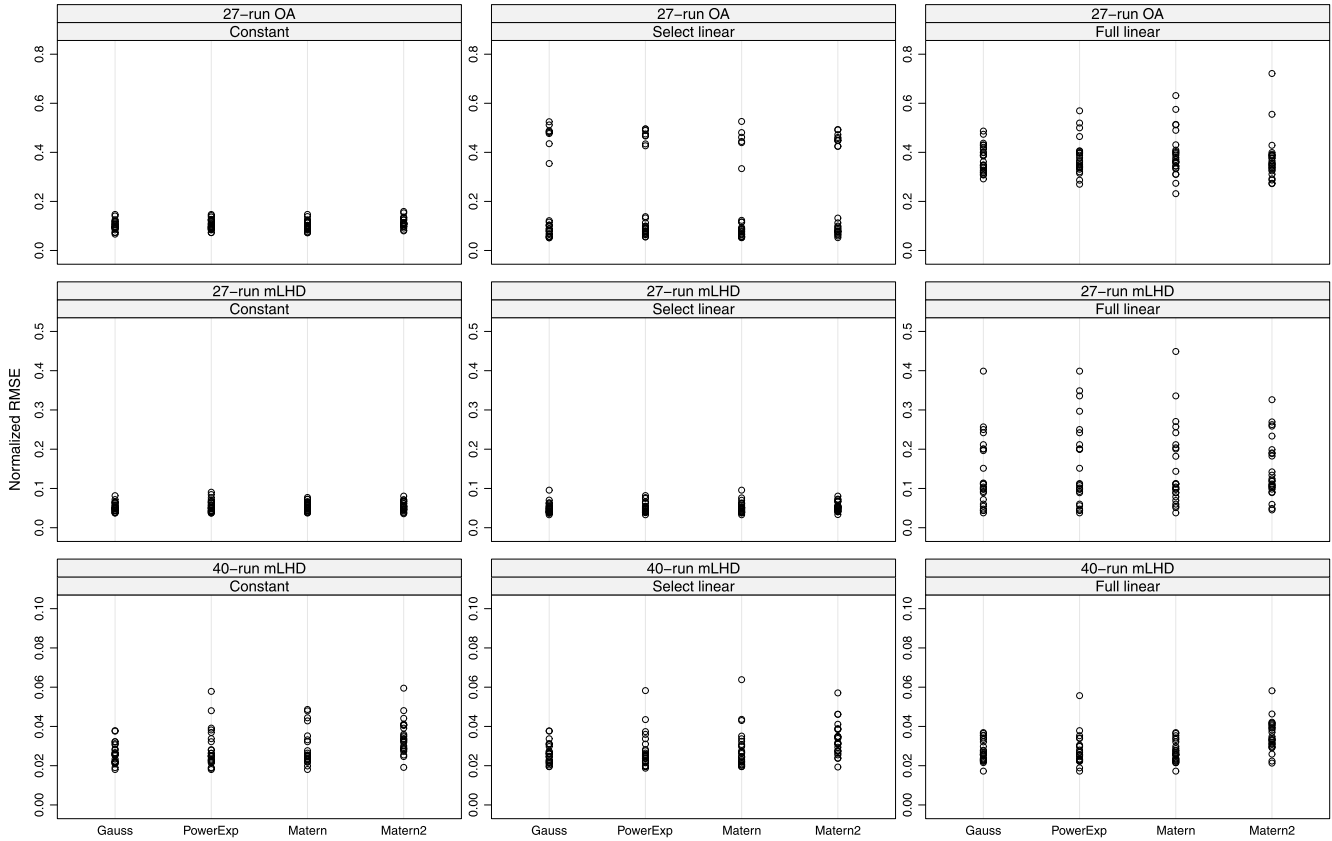 27−run OA
Constant
0.8
0.6
0.4
0.2
0.0
27−run OA
Select linear
0.8
0.6
0.4
0.2
0.0
27−run OA
Full linear
0.8
0.6
0.4
0.2
0.0
Normalized RMSE
27−run mLHD
Constant
0.5
0.4
0.3
0.2
0.1
0.0
27−run mLHD
Select linear
0.5
0.4
0.3
0.2
0.1
0.0
27−run mLHD
Full linear
0.5
0.4
0.3
0.2
0.1
0.0
40−run mLHD
Constant
0.10
0.08
0.06
0.04
0.02
0.00
Gauss PowerExp Matern Matern2
40−run mLHD
Select linear
0.10
0.08
0.06
0.04
0.02
0.00
Gauss PowerExp Matern Matern2
40−run mLHD
Full linear
0.10
0.08
0.06
0.04
0.02
0.00
Gauss PowerExp Matern Matern2